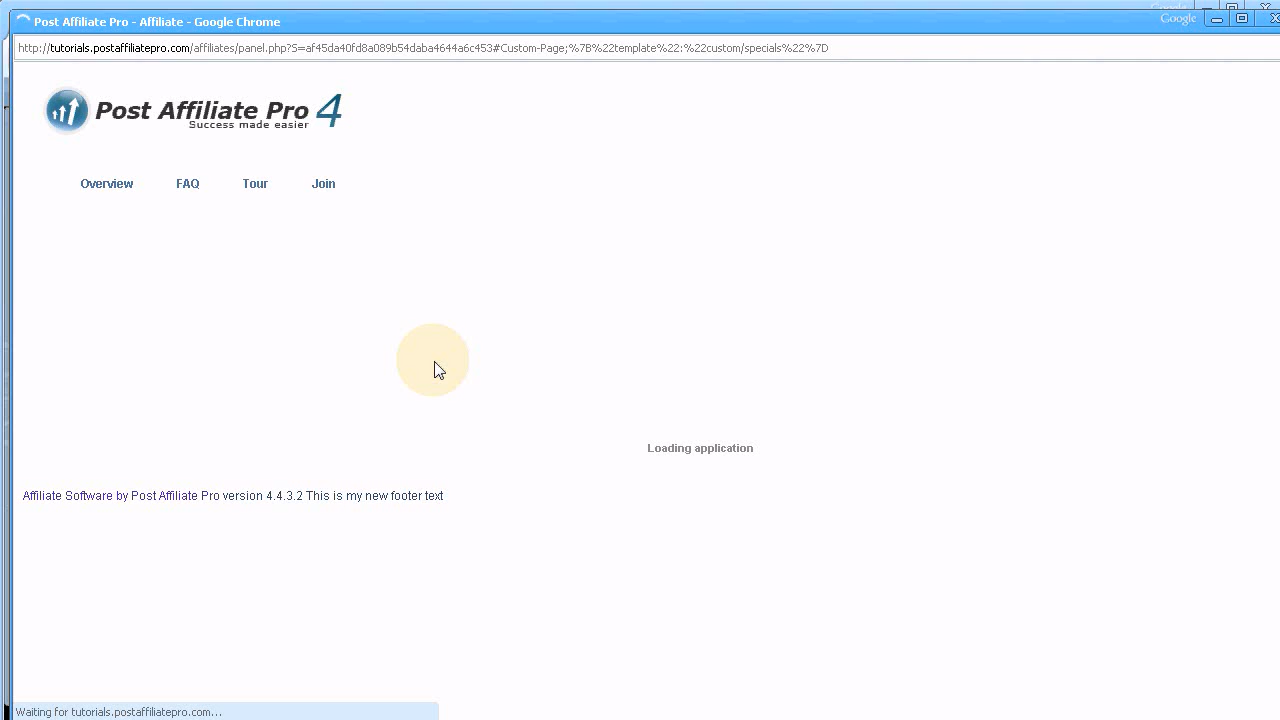 Google
Post Affiliate Pro - Affiliate - Google Chrome
Google
http://tutorials.postaffiliatepro.com/affiliates/panel.php?S=af45da40fd8a089b54daba4644a6c453#Custom-Page;%7B%22template%22:%22custom/specials%22%7D
Post Affiliate Pro 4
Success made easier
Overview FAQ Tour Join
Loading application
Affiliate Software by Post Affiliate Pro version 4.4.3.2 This is my new footer text
Waiting for tutorials.postaffiliatepro.com...